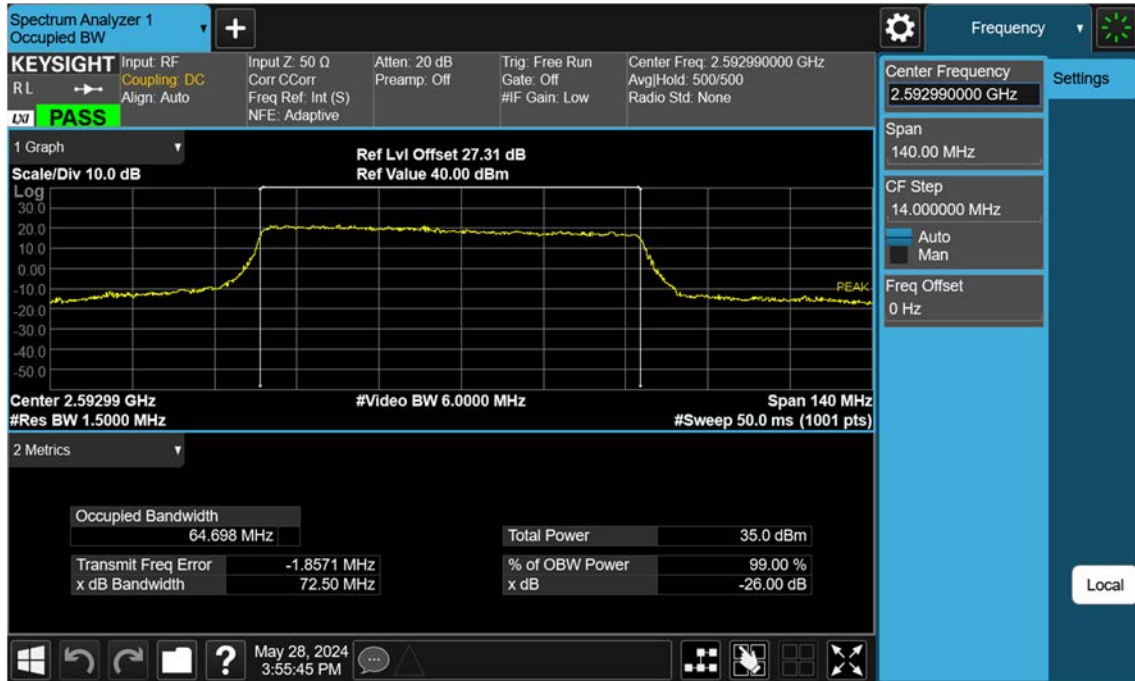 Spectrum Analyzer 1
Occupied BW
+
Frequency
KEYSIGHT
R L
LXI
PASS
Input: RF
Coupling: DC
Align: Auto
Input Z: 50 Ω
Corr CCorr
Freq Ref: Int (S)
NFE: Adaptive
Atten: 20 dB
Preamp: Off
Trig: Free Run
Gate: Off
#IF Gain: Low
Center Freq: 2.592990000 GHz
Avg|Hold: 500/500
Radio Std: None
Center Frequency
2.592990000 GHz
Settings
Span
140.00 MHz
CF Step
14.000000 MHz
Auto
Man
Freq Offset
0 Hz
Local
1 Graph
Scale/Div 10.0 dB
Ref Lvl Offset 27.31 dB
Ref Value 40.00 dBm
Log
30.0
20.0
10.0
0.00
-10.0
-20.0
-30.0
-40.0
-50.0
PEAK
Center 2.59299 GHz
#Video BW 6.0000 MHz
Span 140 MHz
#Res BW 1.5000 MHz
#Sweep 50.0 ms (1001 pts)
2 Metrics
Occupied Bandwidth
64.698 MHz
Total Power 35.0 dBm
Transmit Freq Error -1.8571 MHz
% of OBW Power 99.00 %
x dB Bandwidth 72.50 MHz
x dB -26.00 dB
?
May 28, 2024
3:55:45 PM